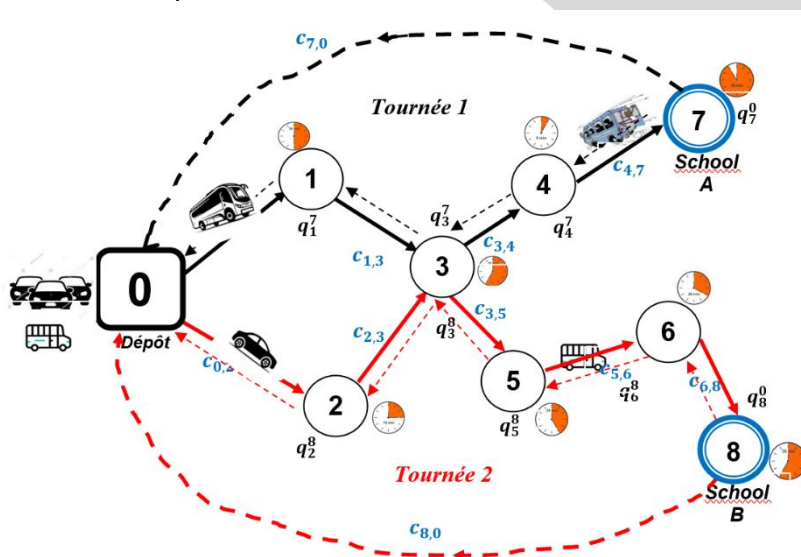 c₇,₀
Tournée 1
7
q₇⁰
School
A
1
q₁⁷
4
c₄,₇
q₄⁷
q₃⁷
c₁,₃
3
c₃,₄
0
Dépôt
c₂,₃
q₃⁸
c₃,₅
6
c₅,₆
q₆⁸
c₆,₈
q₈⁰
2
q₂⁸
5
q₅⁸
8
School
B
Tournée 2
c₈,₀